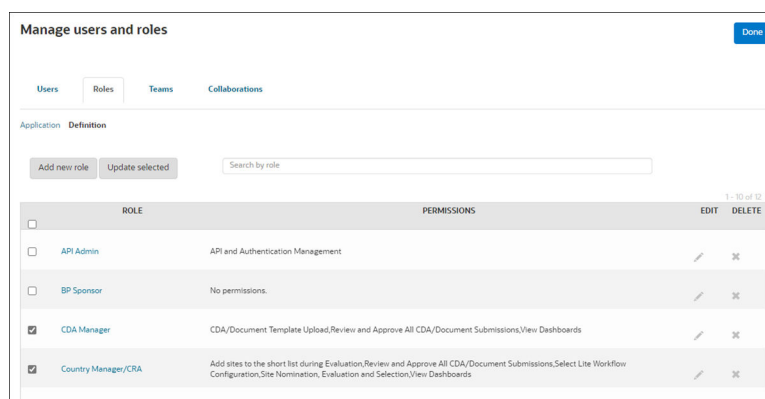 Manage users and roles
Done
Users Roles Teams Collaborations
Application Definition
Add new role Update selected Search by role
1 - 10 of 12
ROLE PERMISSIONS EDIT DELETE
API Admin API and Authentication Management
BP Sponsor No permissions.
CDA Manager CDA/Document Template Upload,Review and Approve All CDA/Document Submissions,View Dashboards
Country Manager/CRA Add sites to the short list during Evaluation,Review and Approve All CDA/Document Submissions,Select Lite Workflow
Configuration,Site Nomination, Evaluation and Selection,View Dashboards